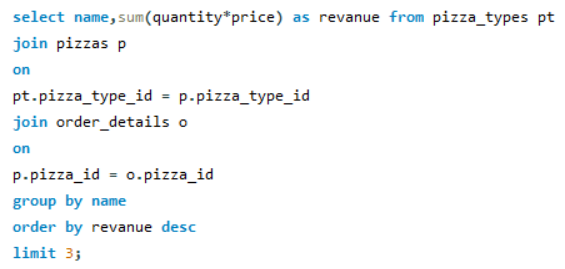 select name,sum(quantity*price) as revanue from pizza_types pt
join pizzas p
on
pt.pizza_type_id = p.pizza_type_id
join order_details o
on
p.pizza_id = o.pizza_id
group by name
order by revanue desc
limit 3;